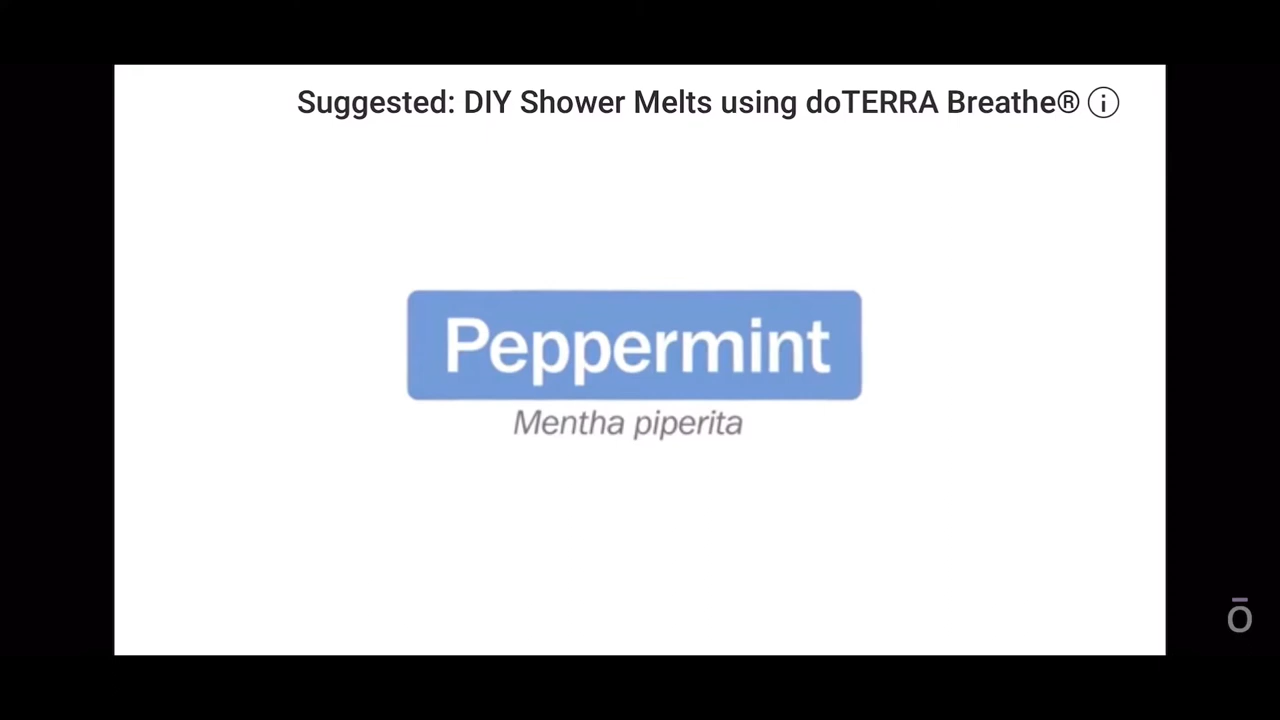 Suggested: DIY Shower Melts using doTERRA Breathe®
Peppermint
Mentha piperita
ō